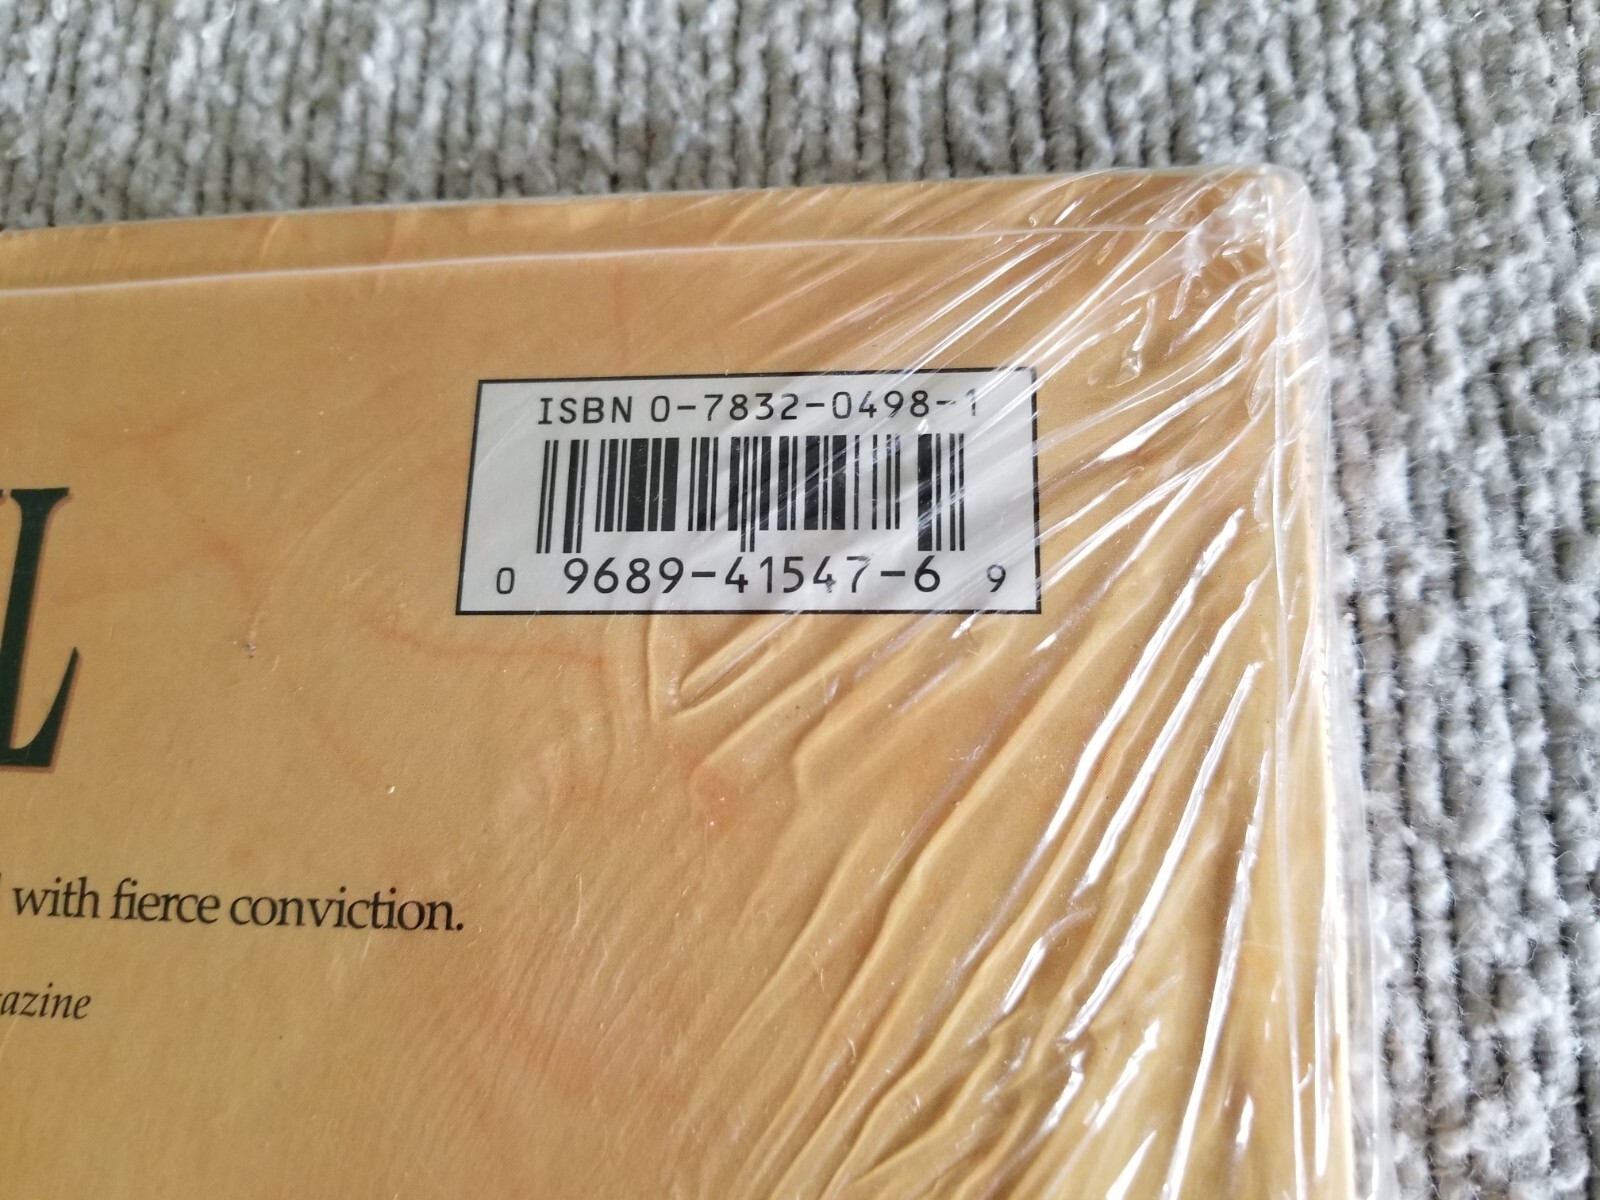 ISBN 0-7832-0498-1
0 9689-41547-6 9
L
with fierce conviction.
azine